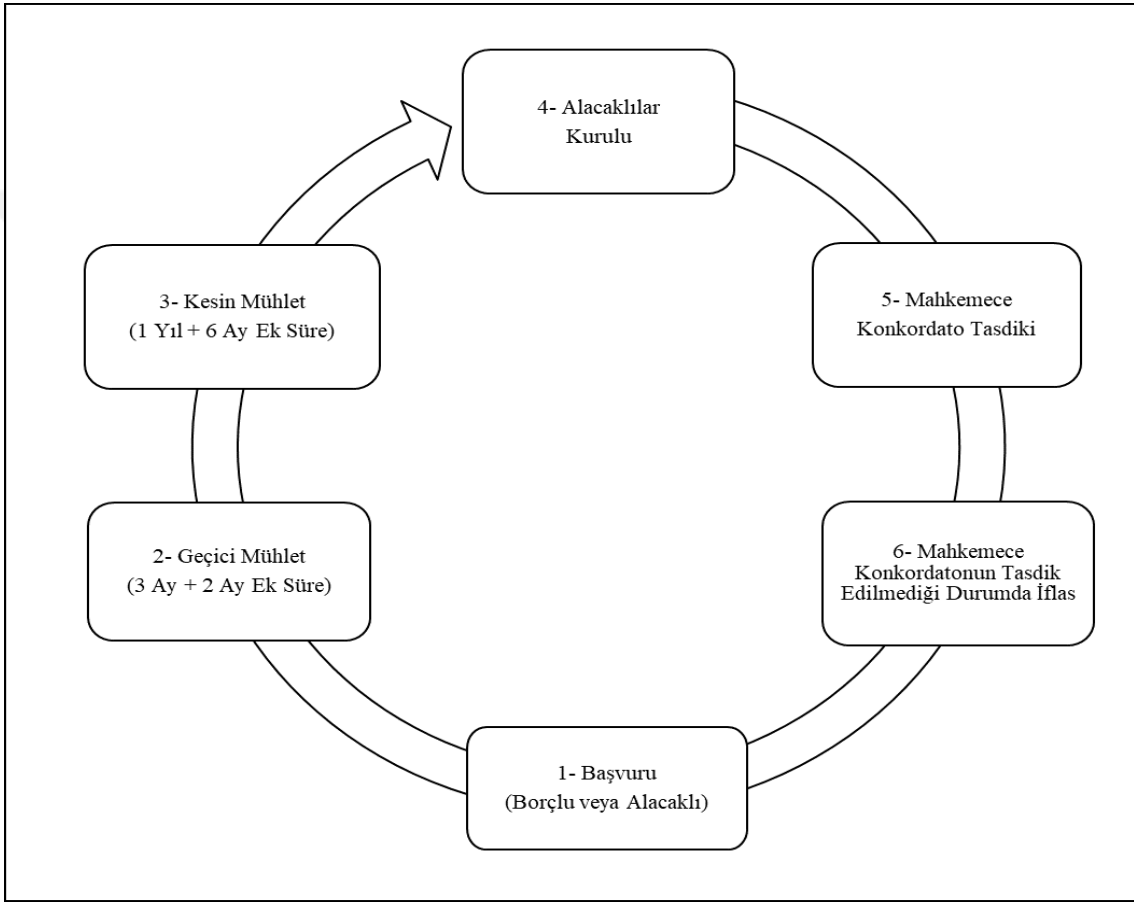 4- Alacaklılar
Kurulu
3- Kesin Mühlet
(1 Yıl + 6 Ay Ek Süre)
5- Mahkemece
Konkordato Tasdiki
2- Geçici Mühlet
(3 Ay + 2 Ay Ek Süre)
6- Mahkemece
Konkordatonun Tasdik
Edilmediği Durumda İflas
1- Başvuru
(Borçlu veya Alacaklı)